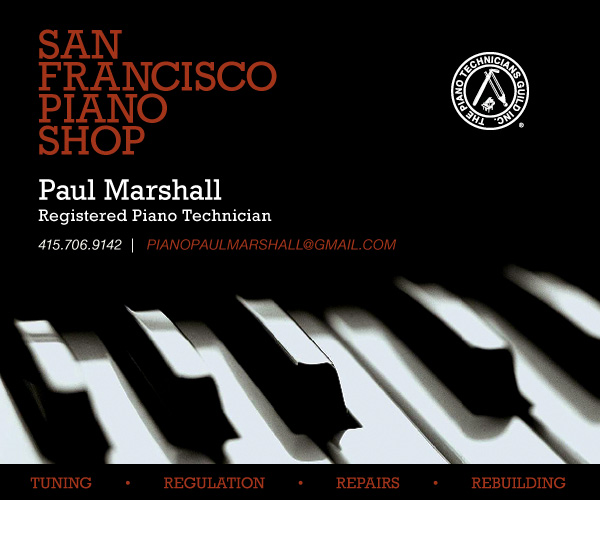 SAN
FRANCISCO
PIANO
SHOP
THE PIANO TECHNICIANS GUILD INC.
®
Paul Marshall
Registered Piano Technician
415.706.9142 | PIANOPAULMARSHALL@GMAIL.COM
TUNING • REGULATION • REPAIRS • REBUILDING